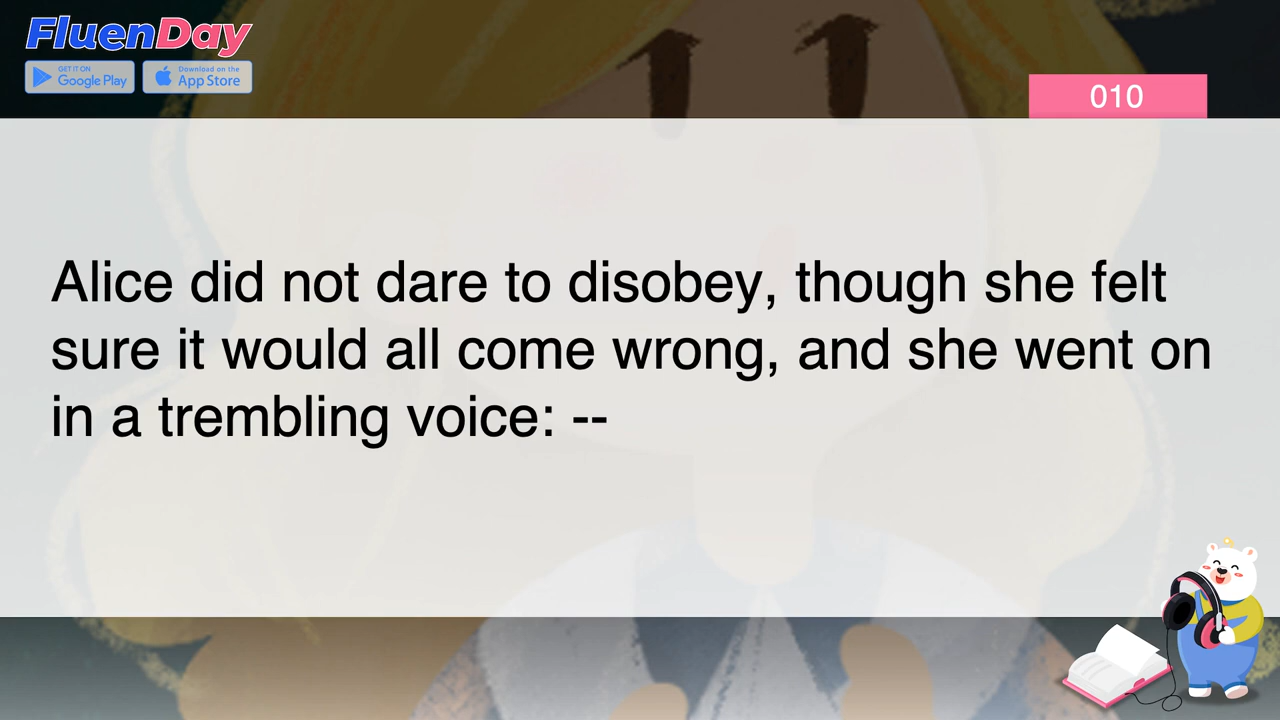 FluenDay
GET IT ON
Google Play
Download on the
App Store
010
Alice did not dare to disobey, though she felt
sure it would all come wrong, and she went on
in a trembling voice: --